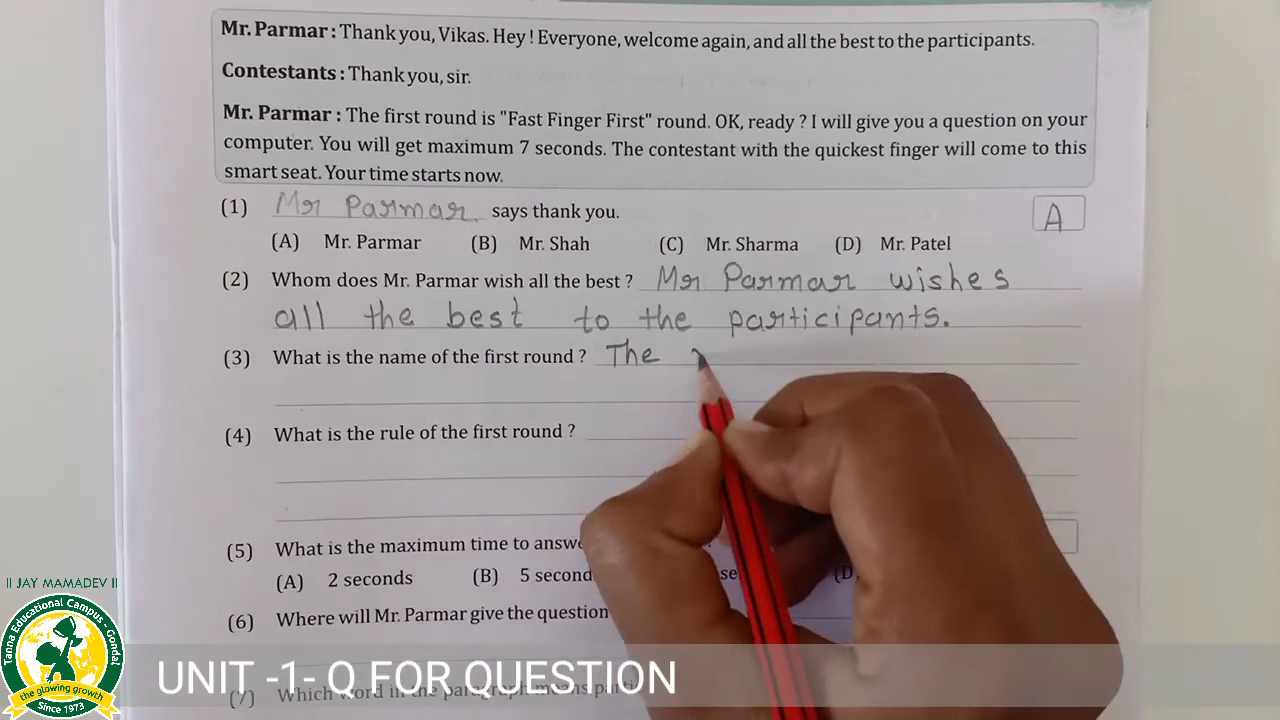 Mr. Parmar : Thank you, Vikas. Hey ! Everyone, welcome again, and all the best to the participants.
Contestants : Thank you, sir.
Mr. Parmar : The first round is "Fast Finger First" round. OK, ready ? I will give you a question on your
computer. You will get maximum 7 seconds. The contestant with the quickest finger will come to this
smart seat. Your time starts now.
(1) Mr Parmar says thank you. A
(A) Mr. Parmar (B) Mr. Shah (C) Mr. Sharma (D) Mr. Patel
(2) Whom does Mr. Parmar wish all the best ? Mr Parmar wishes
all the best to the participants.
(3) What is the name of the first round ? The
(4) What is the rule of the first round ?
(5) What is the maximum time to
(A) 2 seconds (B) 5
(6) Where will Mr. Parmar give the question
(7) Which word in the paragraph means
|| JAY MAMADEV ||
Tanna Educational Campus - Gondal
the glowing growth
Since 1973
UNIT -1- Q FOR QUESTION